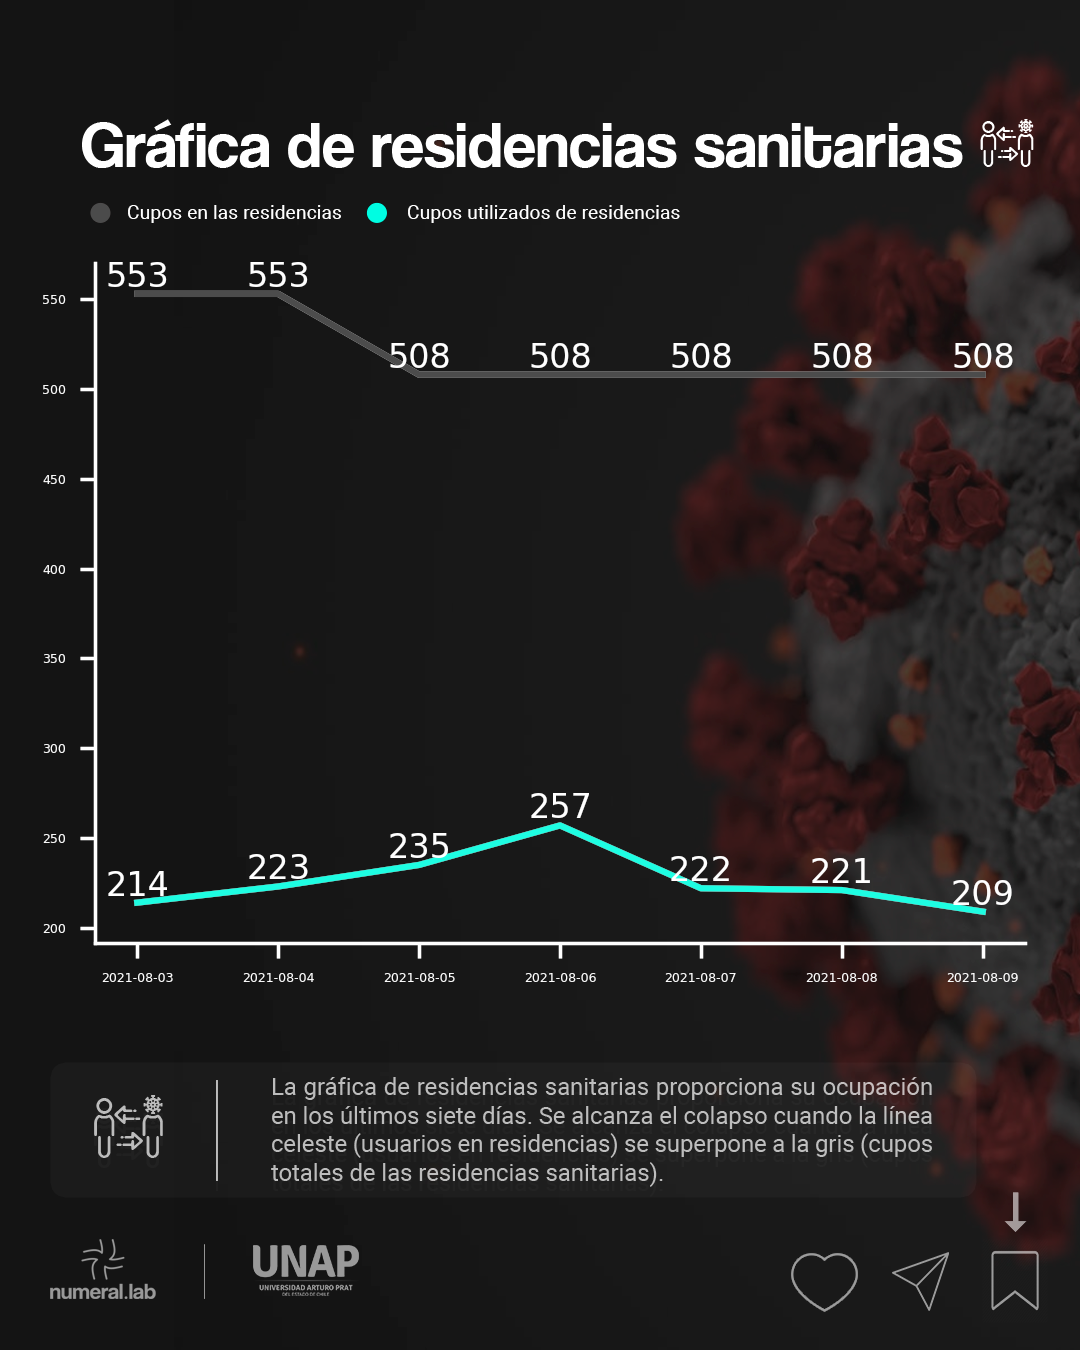 Gráfica de residencias sanitarias
Cupos en las residencias Cupos utilizados de residencias
553 553
550
508 508 508 508 508
500
450
400
350
300
257
250
235
223 222 221
214 209
200
2021-08-03 2021-08-04 2021-08-05 2021-08-06 2021-08-07 2021-08-08 2021-08-09
La gráfica de residencias sanitarias proporciona su ocupación
en los últimos siete días. Se alcanza el colapso cuando la línea
celeste (usuarios en residencias) se superpone a la gris (cupos
totales de las residencias sanitarias).
numeral.lab
UNAP
UNIVERSIDAD ARTURO PRAT
DEL ESTADO DE CHILE